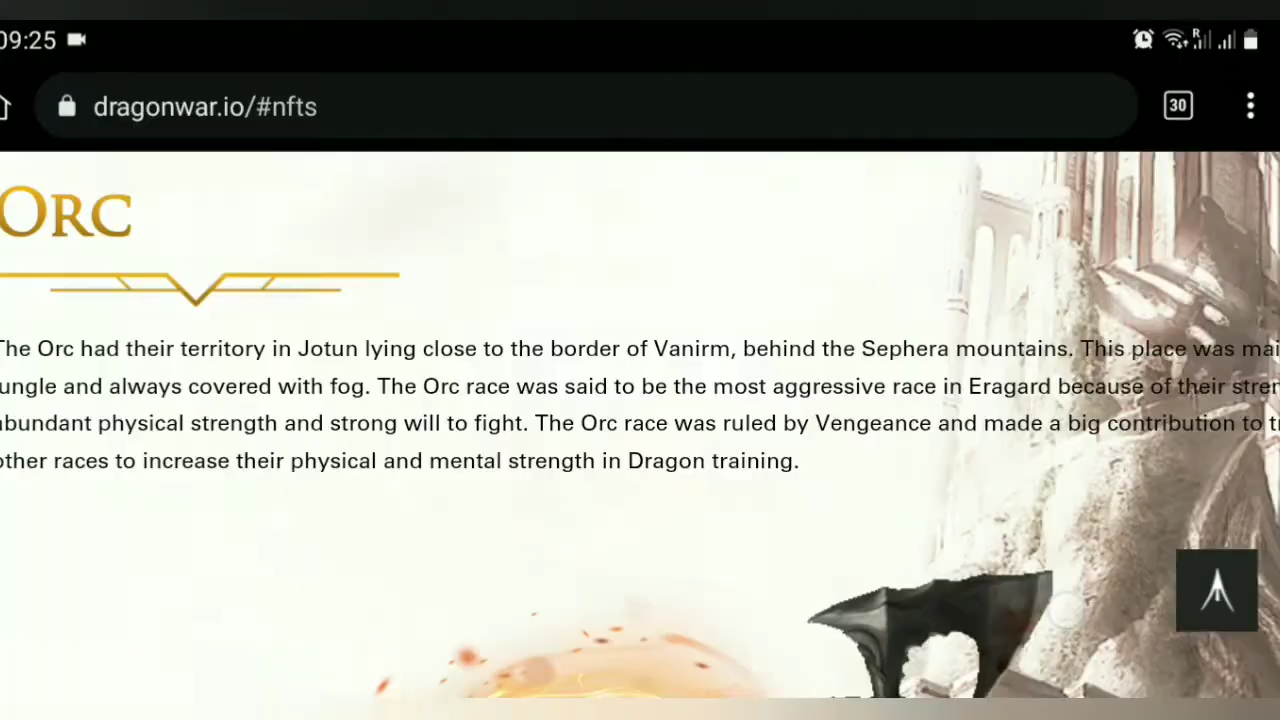 09:25
R
dragonwar.io/#nfts
30
ORC
The Orc had their territory in Jotun lying close to the border of Vanirm, behind the Sephera mountains. This place was
and always covered with fog. The Orc race was said to be the most aggressive race in Eragard because of their
physical strength and strong will to fight. The Orc race was ruled by Vengeance and made a big contribution to
other races to increase their physical and mental strength in Dragon training.